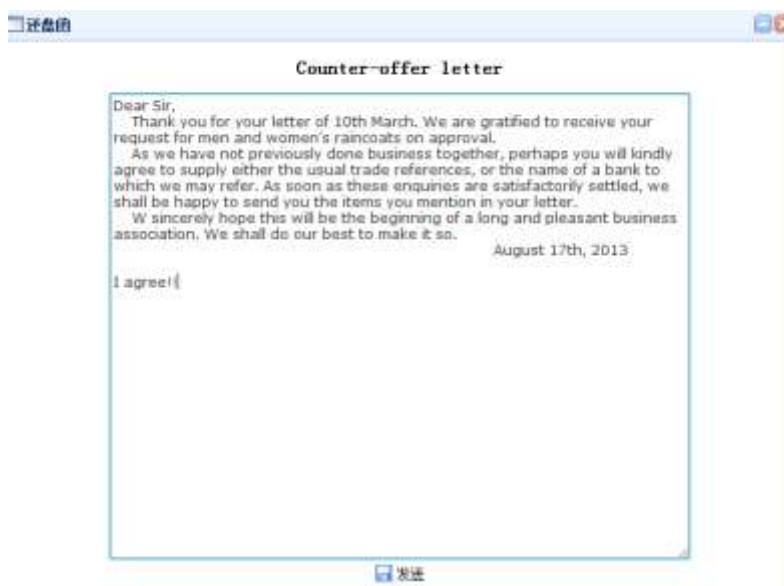 还盘函
Counter-offer letter
Dear Sir,
Thank you for your letter of 10th March. We are gratified to receive your
request for men and women's raincoats on approval.
As we have not previously done business together, perhaps you will kindly
agree to supply either the usual trade references, or the name of a bank to
which we may refer. As soon as these enquiries are satisfactorily settled, we
shall be happy to send you the items you mention in your letter.
W sincerely hope this will be the beginning of a long and pleasant business
association. We shall do our best to make it so.
August 17th, 2013
I agree!
发送